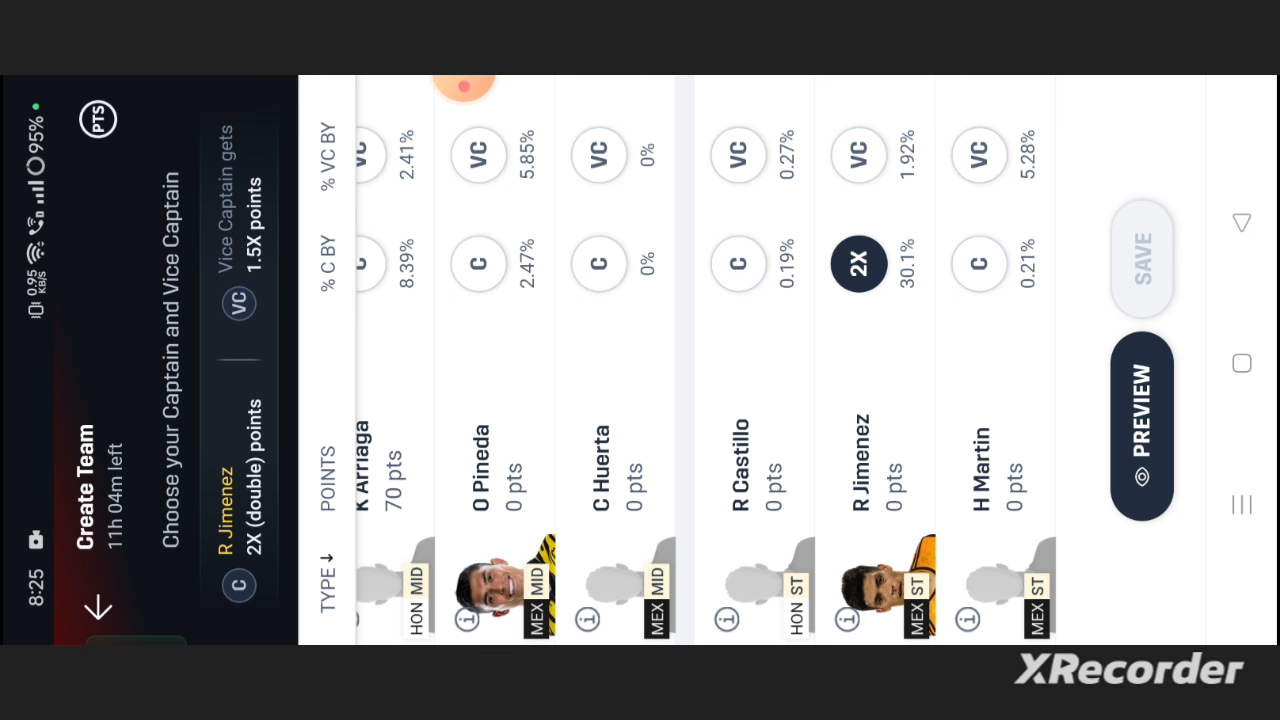 8:25
0.95 KB/S
95%
Create Team
11h 04m left
PTS
Choose your Captain and Vice Captain
C
R Jimenez
2X (double) points
VC
Vice Captain gets
1.5X points
TYPE ↓ POINTS % C BY % VC BY
K Arriaga
70 pts
HON MID
C
8.39%
VC
2.41%
O Pineda
0 pts
MEX MID
C
2.47%
VC
5.85%
C Huerta
0 pts
MEX MID
C
0%
VC
0%
R Castillo
0 pts
HON ST
C
0.19%
VC
0.27%
R Jimenez
0 pts
MEX ST
2X
30.1%
VC
1.92%
H Martin
0 pts
MEX ST
C
0.21%
VC
5.28%
PREVIEW
SAVE
XRecorder